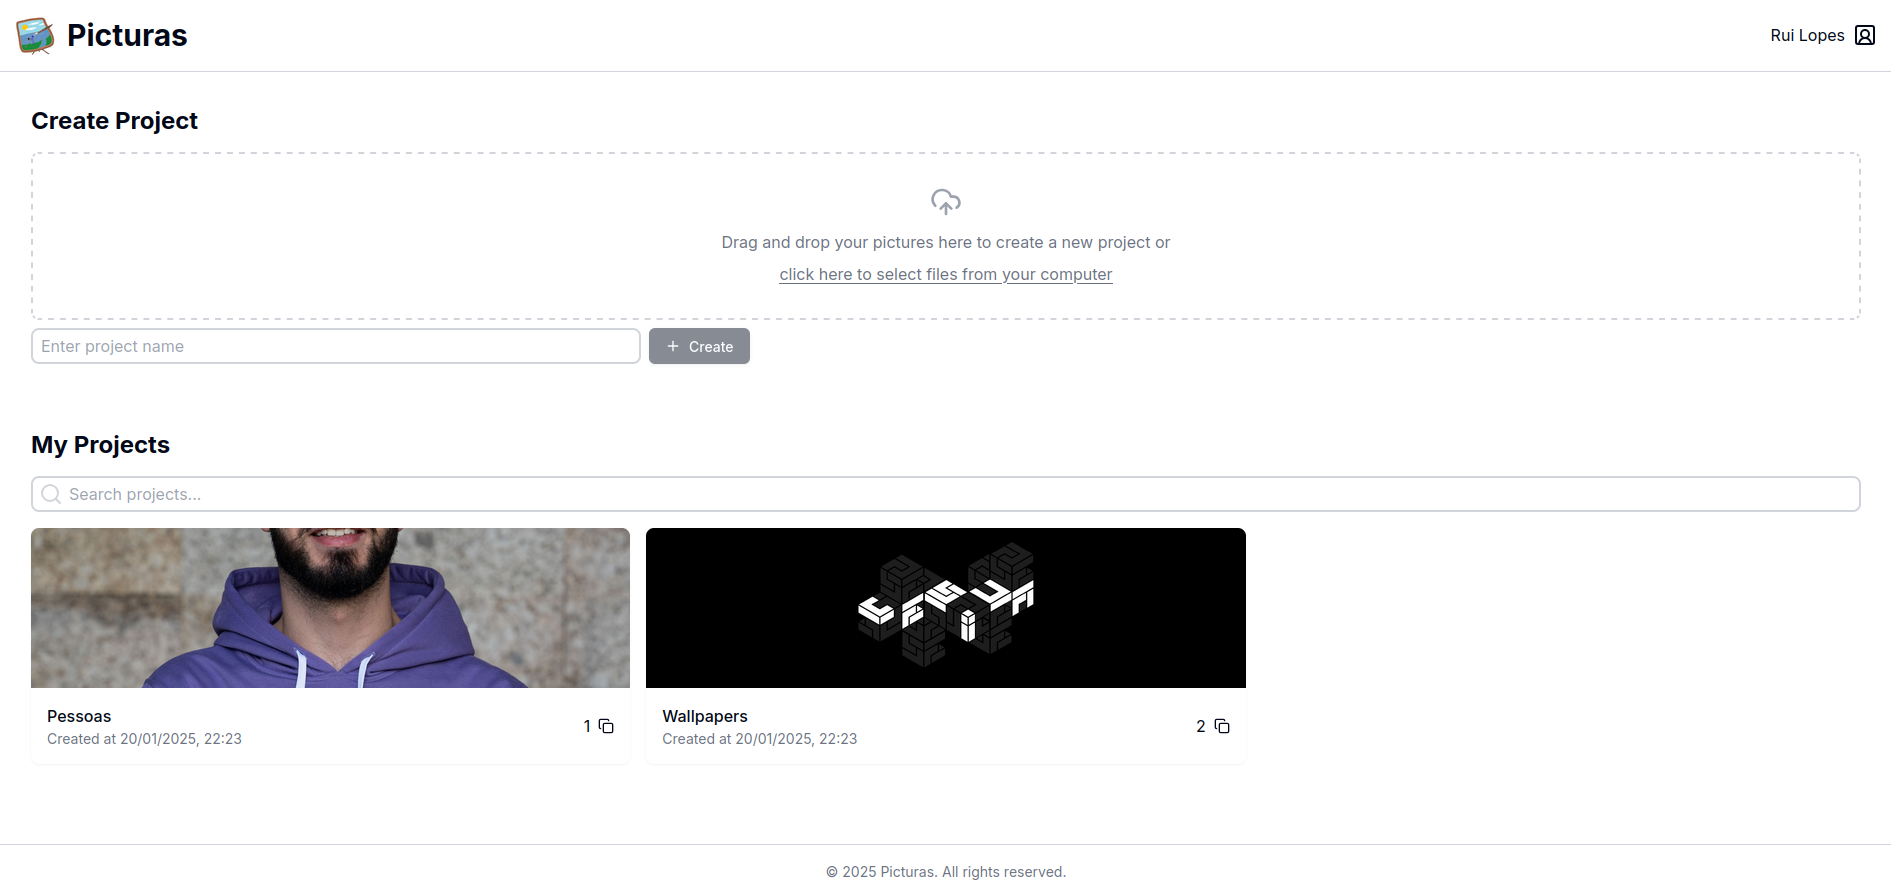 Picturas
Rui Lopes
Create Project
Drag and drop your pictures here to create a new project or
click here to select files from your computer
Enter project name
Create
My Projects
Search projects...
Pessoas
Created at 20/01/2025, 22:23
1
Wallpapers
Created at 20/01/2025, 22:23
2
© 2025 Picturas. All rights reserved.